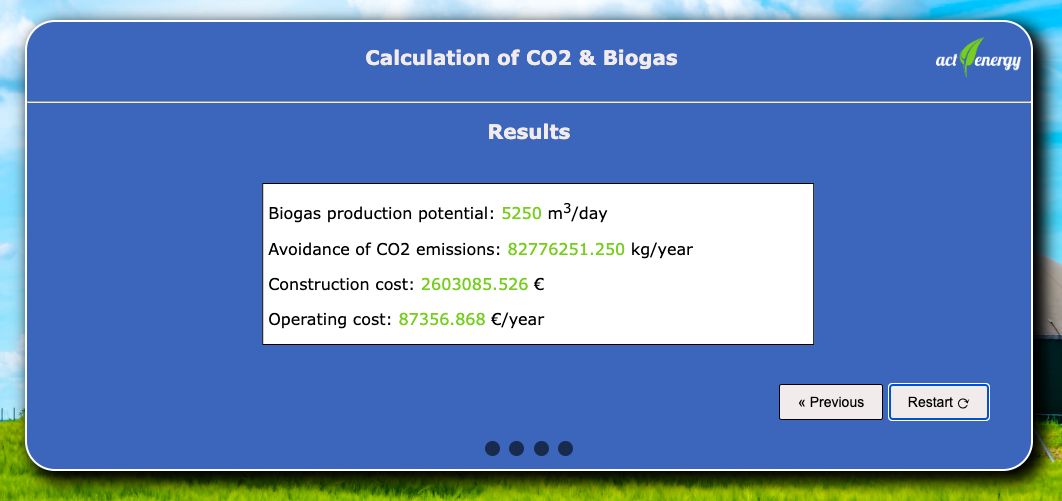 Calculation of CO2 & Biogas
act energy
Results
Biogas production potential: 5250 m³/day
Avoidance of CO2 emissions: 82776251.250 kg/year
Construction cost: 2603085.526 €
Operating cost: 87356.868 €/year
« Previous
Restart